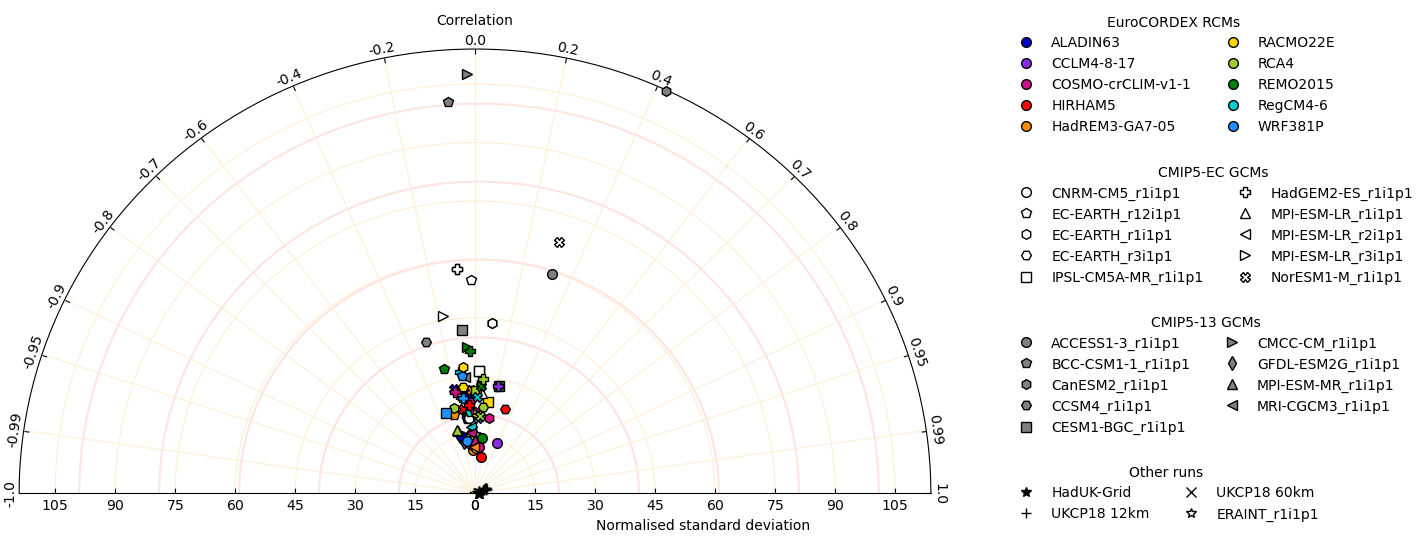 Correlation
0.0
-0.2
0.2
-0.4
0.4
-0.6
0.6
-0.7
0.7
-0.8
0.8
-0.9
0.9
-0.95
0.95
-0.99
0.99
-1.0
1.0
105 90 75 60 45 30 15 0 15 30 45 60 75 90 105
Normalised standard deviation
EuroCORDEX RCMs
ALADIN63
CCLM4-8-17
COSMO-crCLIM-v1-1
HIRHAM5
HadREM3-GA7-05
RACMO22E
RCA4
REMO2015
RegCM4-6
WRF381P
CMIP5-EC GCMs
CNRM-CM5_r1i1p1
EC-EARTH_r12i1p1
EC-EARTH_r1i1p1
EC-EARTH_r3i1p1
IPSL-CM5A-MR_r1i1p1
HadGEM2-ES_r1i1p1
MPI-ESM-LR_r1i1p1
MPI-ESM-LR_r2i1p1
MPI-ESM-LR_r3i1p1
NorESM1-M_r1i1p1
CMIP5-13 GCMs
ACCESS1-3_r1i1p1
BCC-CSM1-1_r1i1p1
CanESM2_r1i1p1
CCSM4_r1i1p1
CESM1-BGC_r1i1p1
CMCC-CM_r1i1p1
GFDL-ESM2G_r1i1p1
MPI-ESM-MR_r1i1p1
MRI-CGCM3_r1i1p1
Other runs
HadUK-Grid
UKCP18 12km
UKCP18 60km
ERAINT_r1i1p1